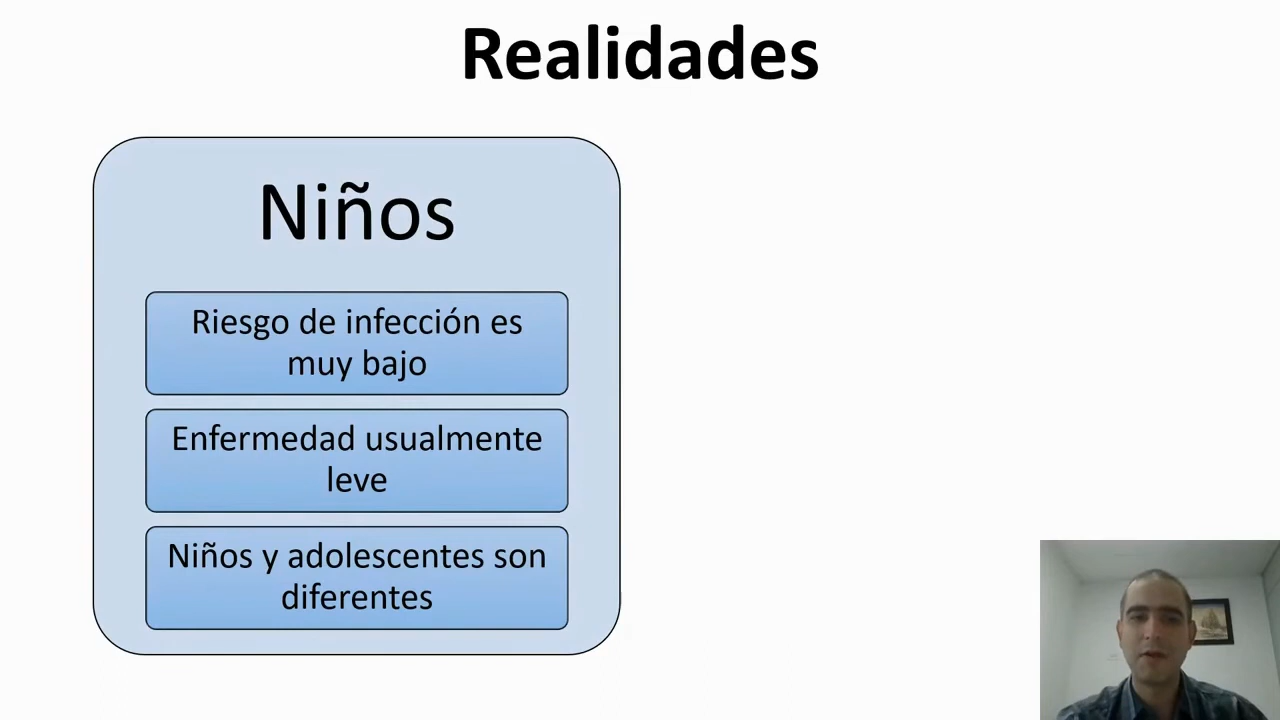 Realidades
Niños
Riesgo de infección es
muy bajo
Enfermedad usualmente
leve
Niños y adolescentes son
diferentes